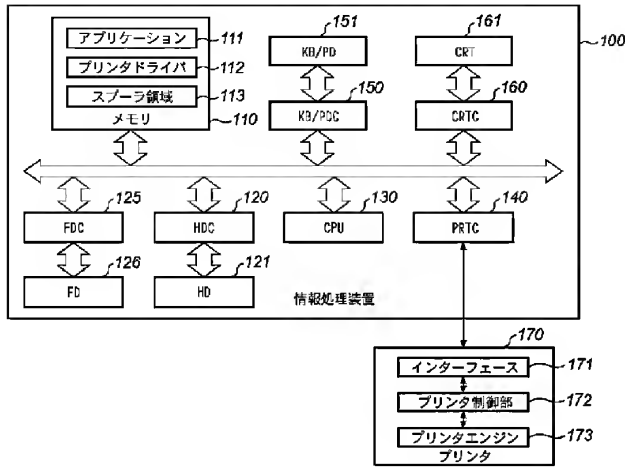 151
161
100
アプリケーション 111
KB/PD
CRT
プリンタドライバ 112
150
160
スプーラ領域 113
メモリ 110
KB/PDC
CRTC
125
120
130
140
FDC
HDC
CPU
PRTC
126
121
FD
HD
情報処理装置
170
インターフェース 171
プリンタ制御部 172
プリンタエンジン 173
プリンタ